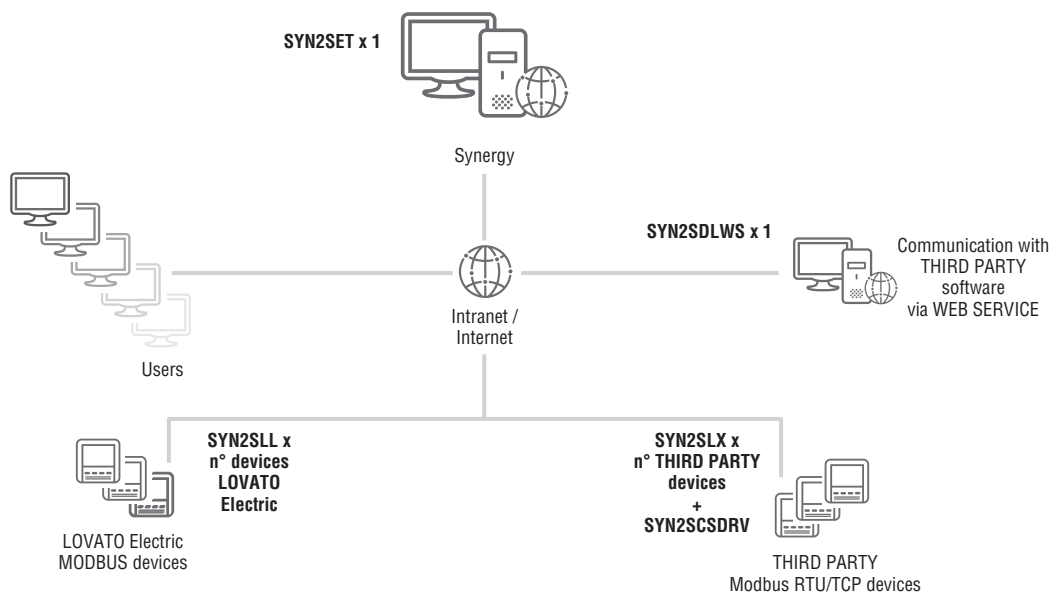 SYN2SET x 1
Synergy
SYN2SDLWS x 1
Communication with
THIRD PARTY
software
via WEB SERVICE
Intranet /
Internet
Users
SYN2SLL x
n° devices
LOVATO
Electric
SYN2SLX x
n° THIRD PARTY
devices
+
SYN2SCSDRV
LOVATO Electric
MODBUS devices
THIRD PARTY
Modbus RTU/TCP devices